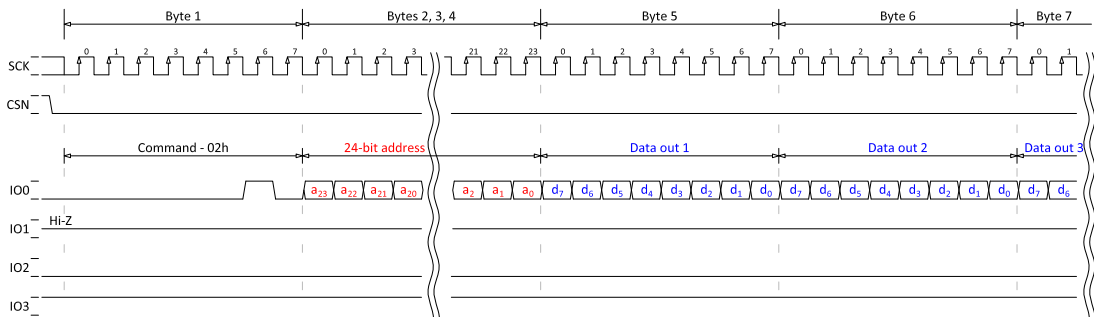 Byte 1 Bytes 2, 3, 4 Byte 5 Byte 6 Byte 7
0 1 2 3 4 5 6 7 0 1 2 3 21 22 23 0 1 2 3 4 5 6 7 0 1 2 3 4 5 6 7 0 1
SCK
CSN
Command - 02h 24-bit address Data out 1 Data out 2 Data out 3
IO0 a23 a22 a21 a20 a2 a1 a0 d7 d6 d5 d4 d3 d2 d1 d0 d7 d6 d5 d4 d3 d2 d1 d0 d7 d6
Hi-Z
IO1
IO2
IO3